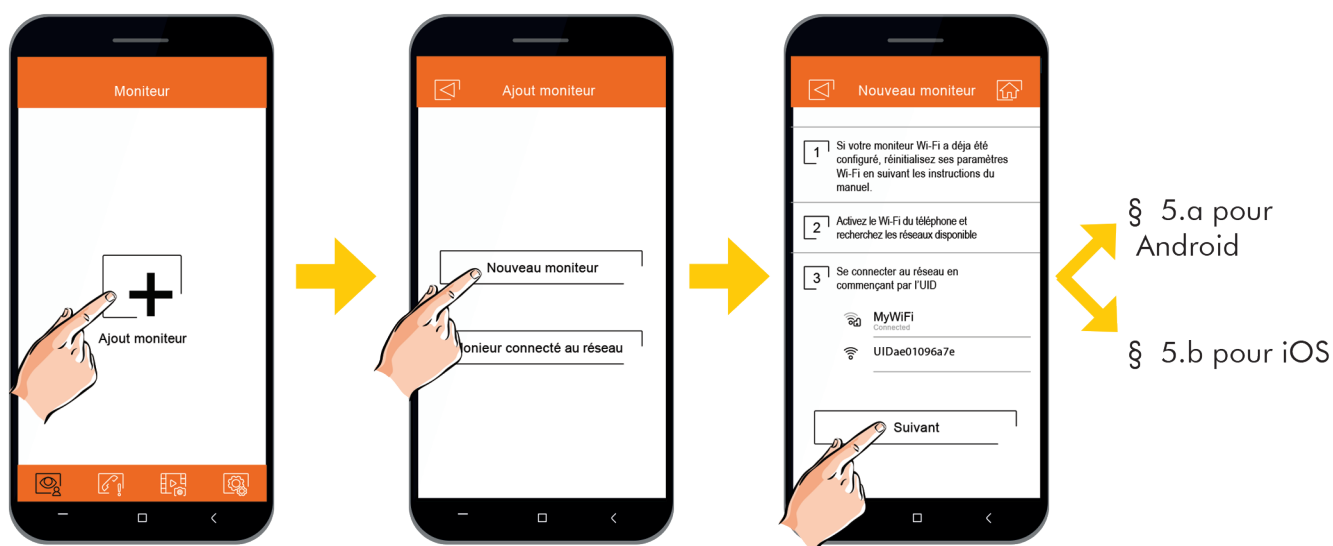 Moniteur
Ajout moniteur
Ajout moniteur
Nouveau moniteur
onieur connecté au réseau
Nouveau moniteur
1
Si votre moniteur Wi-Fi a déja été
configuré, réinitialisez ses paramètres
Wi-Fi en suivant les instructions du
manuel.
2
Activez le Wi-Fi du téléphone et
recherchez les réseaux disponible
3
Se connecter au réseau en
commençant par l'UID
MyWiFi
Connected
UIDae01096a7e
Suivant
§ 5.a pour
Android
§ 5.b pour iOS